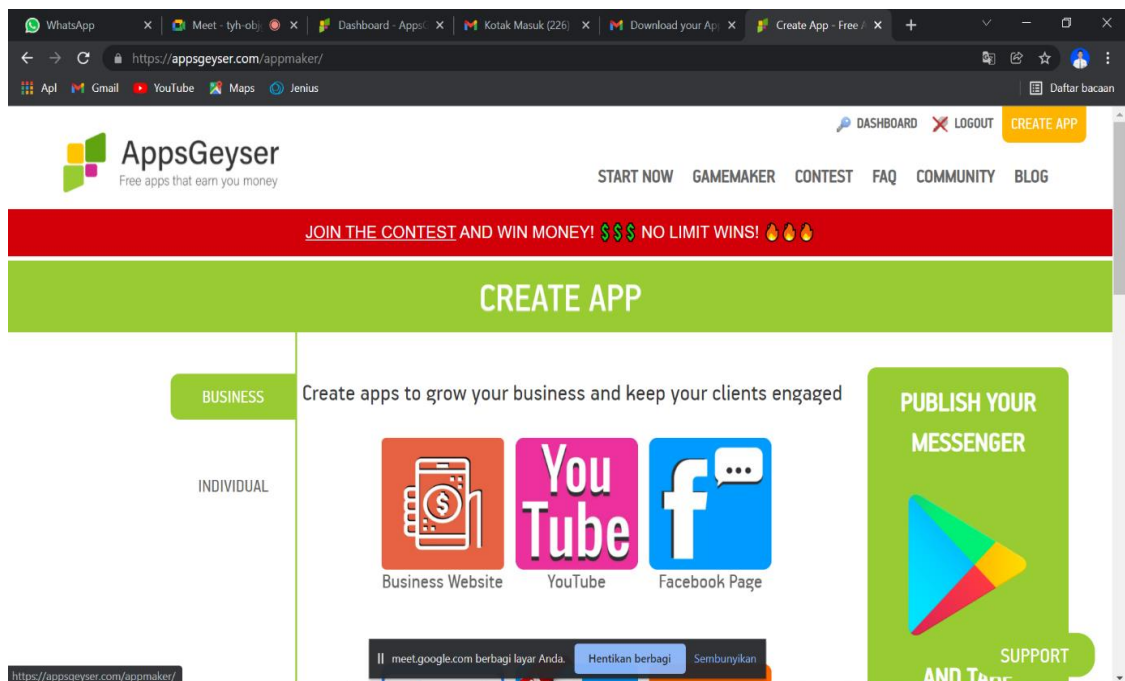 WhatsApp
Meet - tyh-obj
Dashboard - AppsG
Kotak Masuk (226)
Download your Ap
Create App - Free A
https://appsgeyser.com/appmaker/
Apl Gmail YouTube Maps Jenius
Daftar bacaan
DASHBOARD LOGOUT CREATE APP
AppsGeyser
Free apps that earn you money
START NOW GAMEMAKER CONTEST FAQ COMMUNITY BLOG
JOIN THE CONTEST AND WIN MONEY! $$$ NO LIMIT WINS!
CREATE APP
BUSINESS
INDIVIDUAL
Create apps to grow your business and keep your clients engaged
You
Tube
Business Website
YouTube
Facebook Page
PUBLISH YOUR
MESSENGER
SUPPORT
meet.google.com berbagi layar Anda.
Hentikan berbagi
Sembunyikan
https://appsgeyser.com/appmaker/